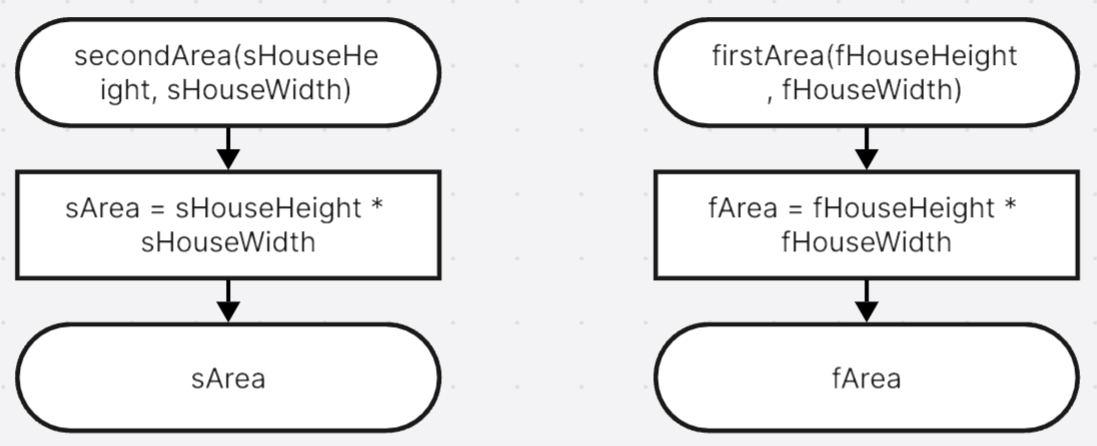 secondArea(sHouseHe
ight, sHouseWidth)
sArea = sHouseHeight *
sHouseWidth
sArea
firstArea(fHouseHeight
, fHouseWidth)
fArea = fHouseHeight *
fHouseWidth
fArea